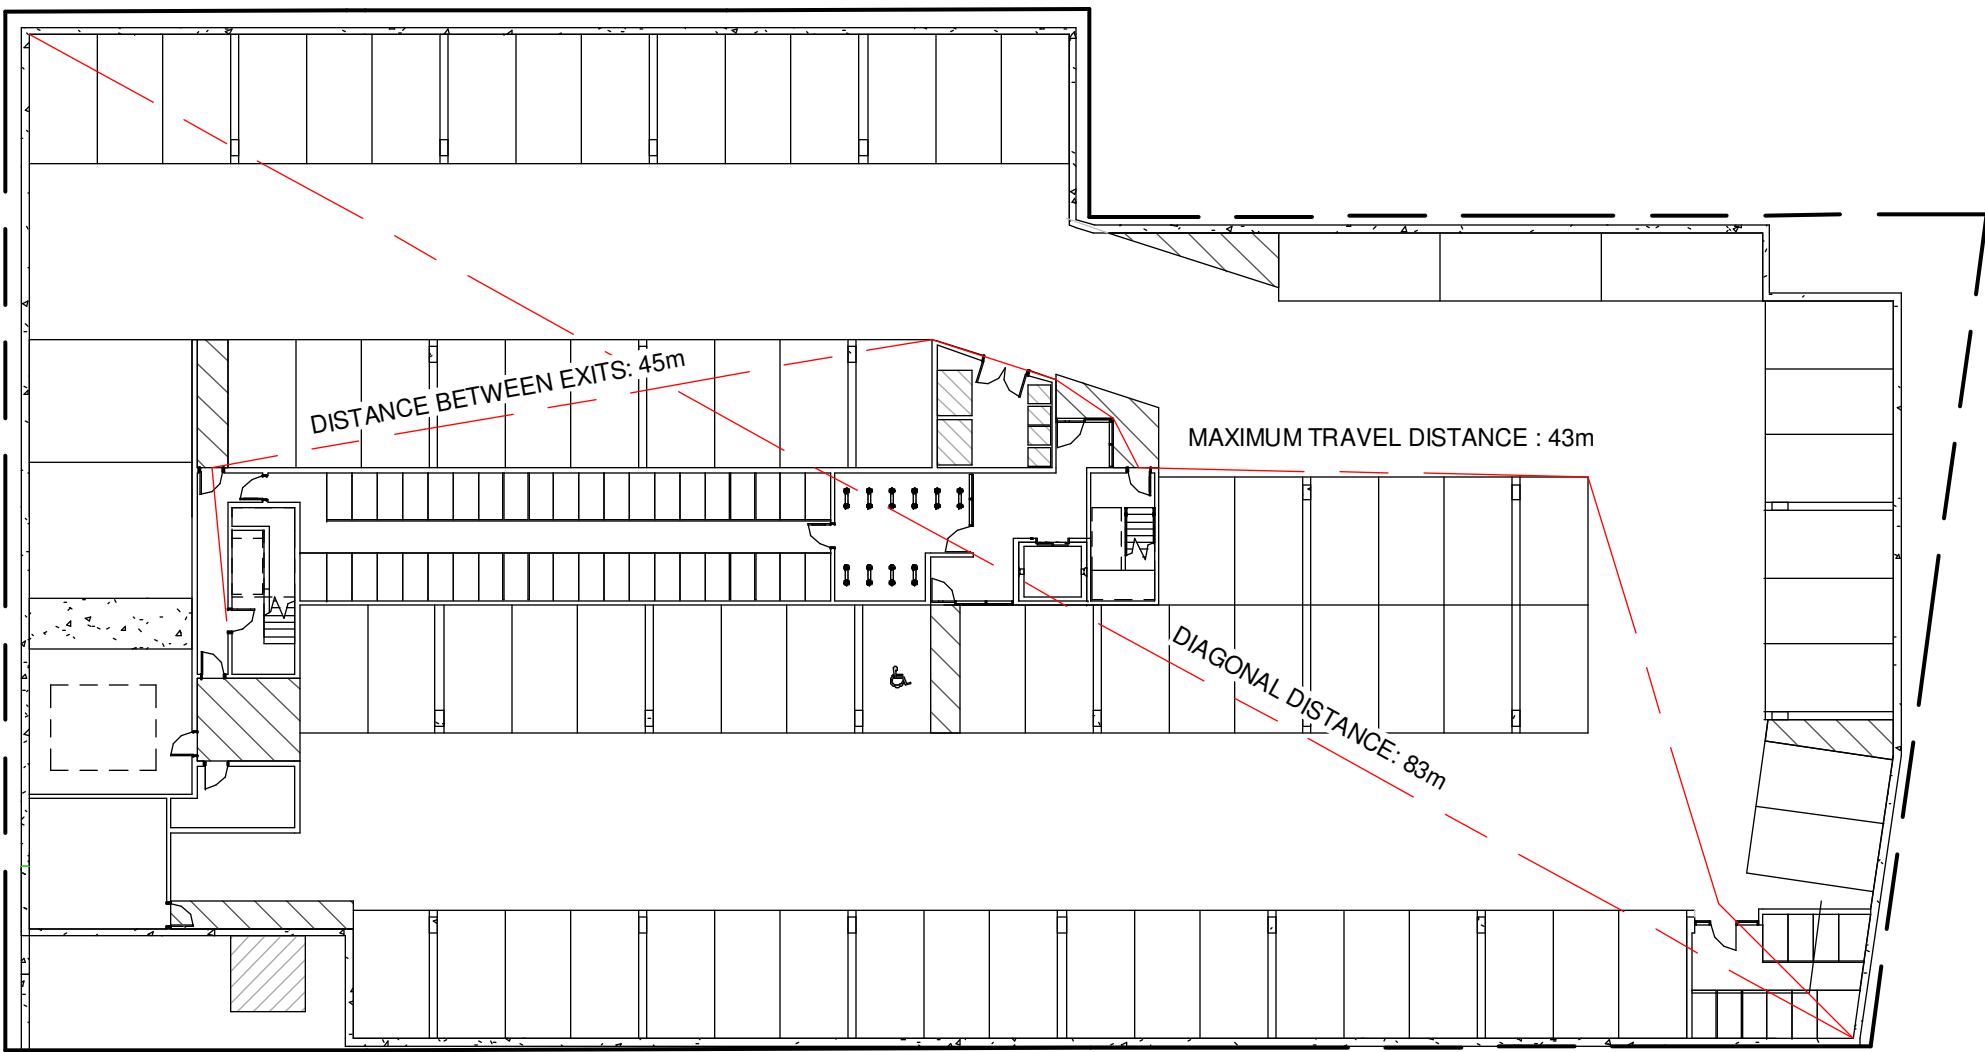 DISTANCE BETWEEN EXITS: 45m
MAXIMUM TRAVEL DISTANCE : 43m
DIAGONAL DISTANCE: 83m